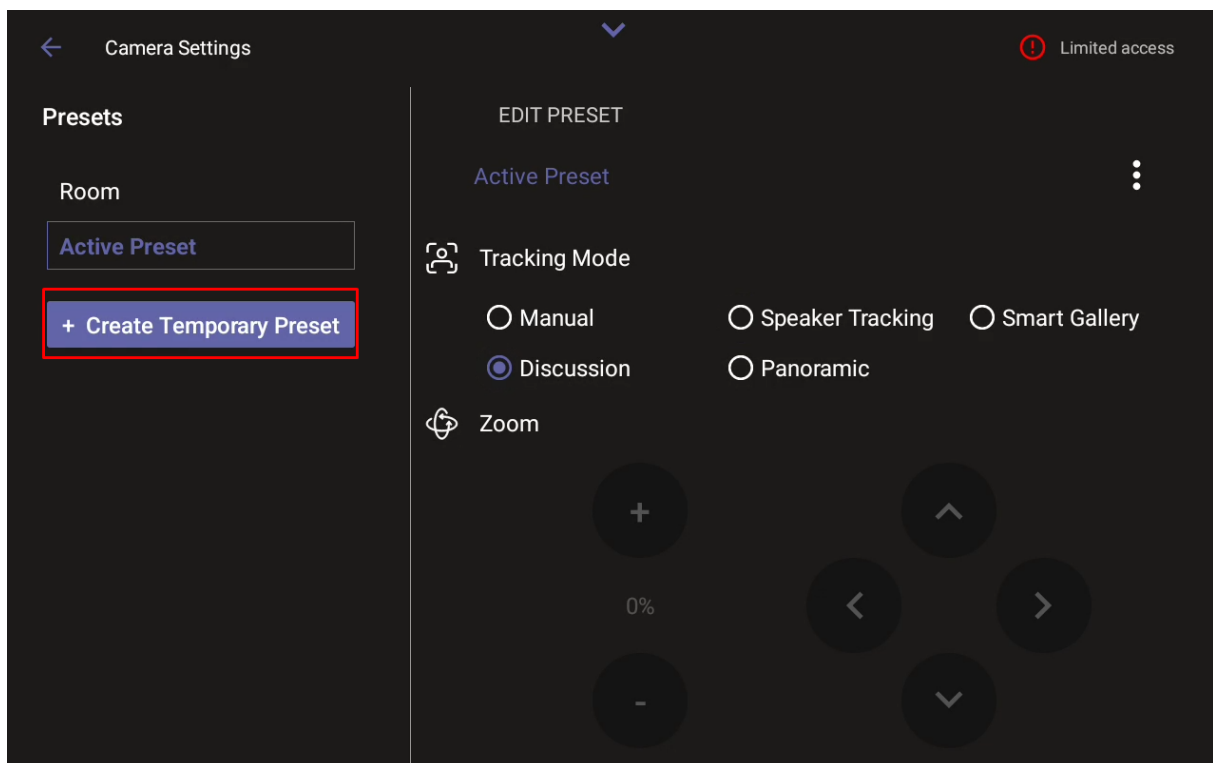 Camera Settings
Limited access
Presets
Room
Active Preset
+ Create Temporary Preset
EDIT PRESET
Active Preset
Tracking Mode
Manual
Speaker Tracking
Smart Gallery
Discussion
Panoramic
Zoom
+
0%
-